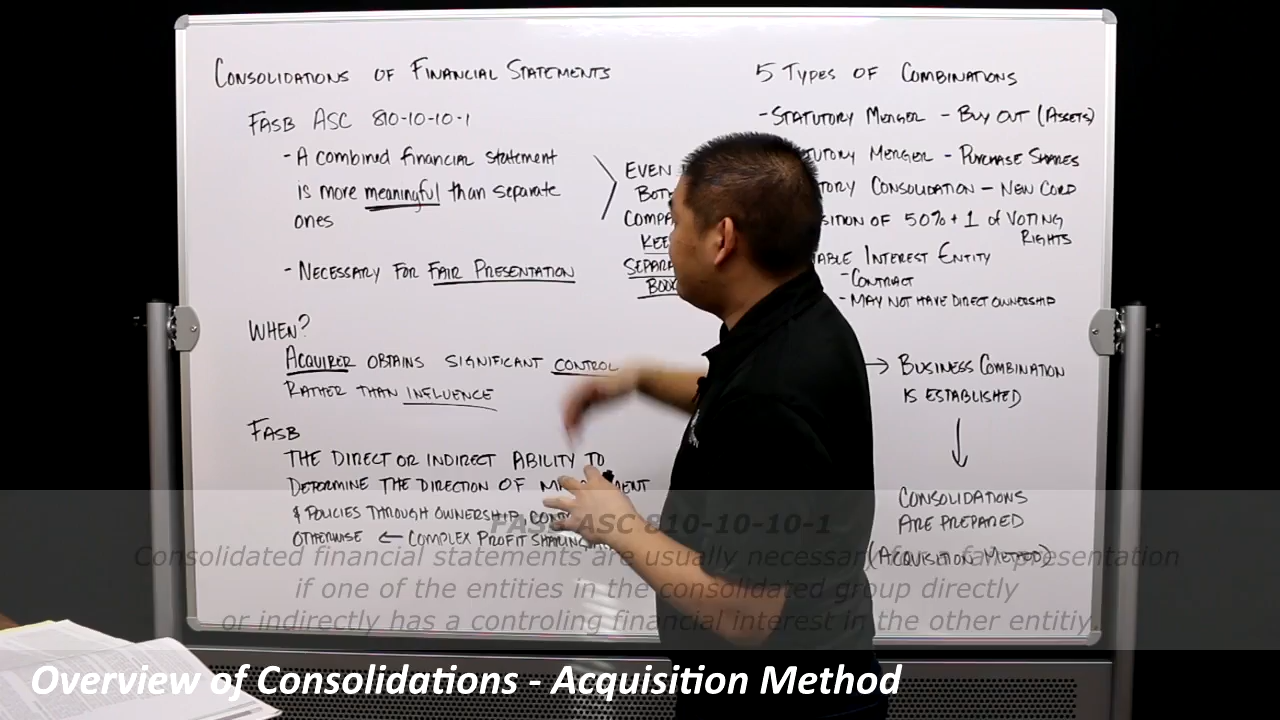 CONSOLIDATIONS OF FINANCIAL STATEMENTS
FASB ASC 810-10-10-1
- A combined financial statement
is more meaningful than separate
ones
- NECESSARY FOR FAIR PRESENTATION
EVEN
KEE
BOO
WHEN?
ACQUIRER OBTAINS SIGNIFICANT CONTROL
RATHER THAN INFLUENCE
FASB
THE DIRECT OR INDIRECT ABILITY TO
DETERMINE THE DIRECTION OF
& POLICIES THROUGH OWNERSHIP,
OTHERWISE ← COMPLEX PROFIT SHARING
5 TYPES OF COMBINATIONS
- STATUTORY MERGER - BUY OUT (ASSETS)
MERGER - PURCHASE SHARES
CONSOLIDATION - NEW CORP
OF 50% + 1 of VOTING
RIGHTS
INTEREST ENTITY
- CONTRACT
- MAY NOT HAVE DIRECT OWNERSHIP
→ BUSINESS COMBINATION
IS ESTABLISHED
CONSOLIDATIONS
ARE PREPARED
(ACQUISITION METHOD)
FASB ASC 810-10-10-1
Consolidated financial statements are usually necessary for a fair presentation
if one of the entities in the consolidated group directly
or indirectly has a controling financial interest in the other entitiy.
Overview of Consolidations - Acquisition Method